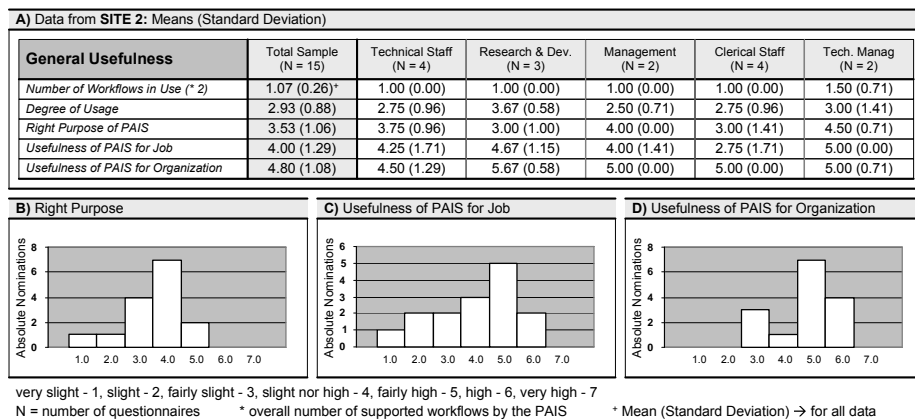 A) Data from SITE 2: Means (Standard Deviation)
General Usefulness
Total Sample (N = 15)
Technical Staff (N = 4)
Research & Dev. (N = 3)
Management (N = 2)
Clerical Staff (N = 4)
Tech. Manag (N = 2)
Number of Workflows in Use (* 2) 1.07 (0.26)+ 1.00 (0.00) 1.00 (0.00) 1.00 (0.00) 1.00 (0.00) 1.50 (0.71)
Degree of Usage 2.93 (0.88) 2.75 (0.96) 3.67 (0.58) 2.50 (0.71) 2.75 (0.96) 3.00 (1.41)
Right Purpose of PAIS 3.53 (1.06) 3.75 (0.96) 3.00 (1.00) 4.00 (0.00) 3.00 (1.41) 4.50 (0.71)
Usefulness of PAIS for Job 4.00 (1.29) 4.25 (1.71) 4.67 (1.15) 4.00 (1.41) 2.75 (1.71) 5.00 (0.00)
Usefulness of PAIS for Organization 4.80 (1.08) 4.50 (1.29) 5.67 (0.58) 5.00 (0.00) 5.00 (0.00) 5.00 (0.71)
B) Right Purpose
Absolute Nominations
8
6
4
2
0
1.0 2.0 3.0 4.0 5.0 6.0 7.0
C) Usefulness of PAIS for Job
Absolute Nominations
6
5
4
3
2
1
0
1.0 2.0 3.0 4.0 5.0 6.0 7.0
D) Usefulness of PAIS for Organization
Absolute Nominations
8
6
4
2
0
1.0 2.0 3.0 4.0 5.0 6.0 7.0
very slight - 1, slight - 2, fairly slight - 3, slight nor high - 4, fairly high - 5, high - 6, very high - 7
N = number of questionnaires * overall number of supported workflows by the PAIS + Mean (Standard Deviation) → for all data